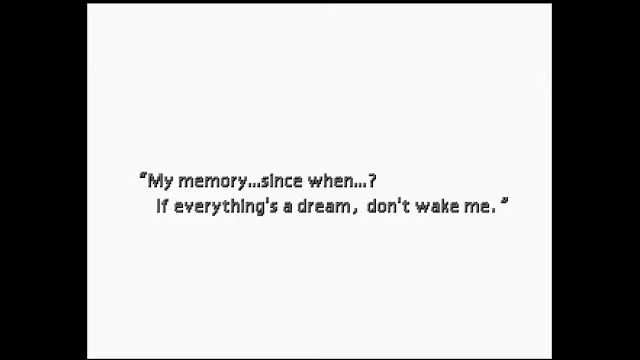 “My memory...since when...?
If everything's a dream, don't wake me. ”